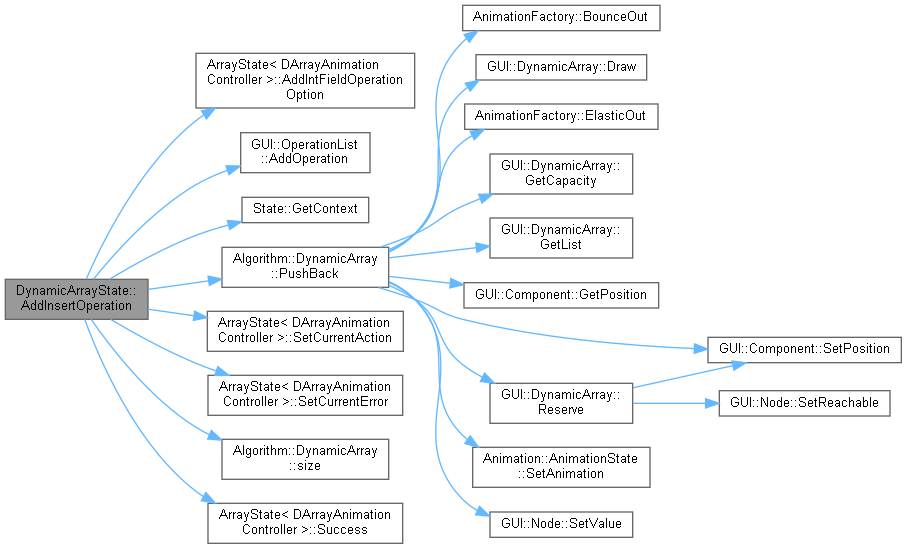 DynamicArrayState::
AddInsertOperation
ArrayState< DArrayAnimation
Controller >::AddIntFieldOperation
Option
GUI::OperationList
::AddOperation
State::GetContext
Algorithm::DynamicArray
::PushBack
ArrayState< DArrayAnimation
Controller >::SetCurrentAction
ArrayState< DArrayAnimation
Controller >::SetCurrentError
Algorithm::DynamicArray
::size
ArrayState< DArrayAnimation
Controller >::Success
AnimationFactory::BounceOut
GUI::DynamicArray::Draw
AnimationFactory::ElasticOut
GUI::DynamicArray::
GetCapacity
GUI::DynamicArray::
GetList
GUI::Component::GetPosition
GUI::DynamicArray::
Reserve
Animation::AnimationState
::SetAnimation
GUI::Node::SetValue
GUI::Component::SetPosition
GUI::Node::SetReachable